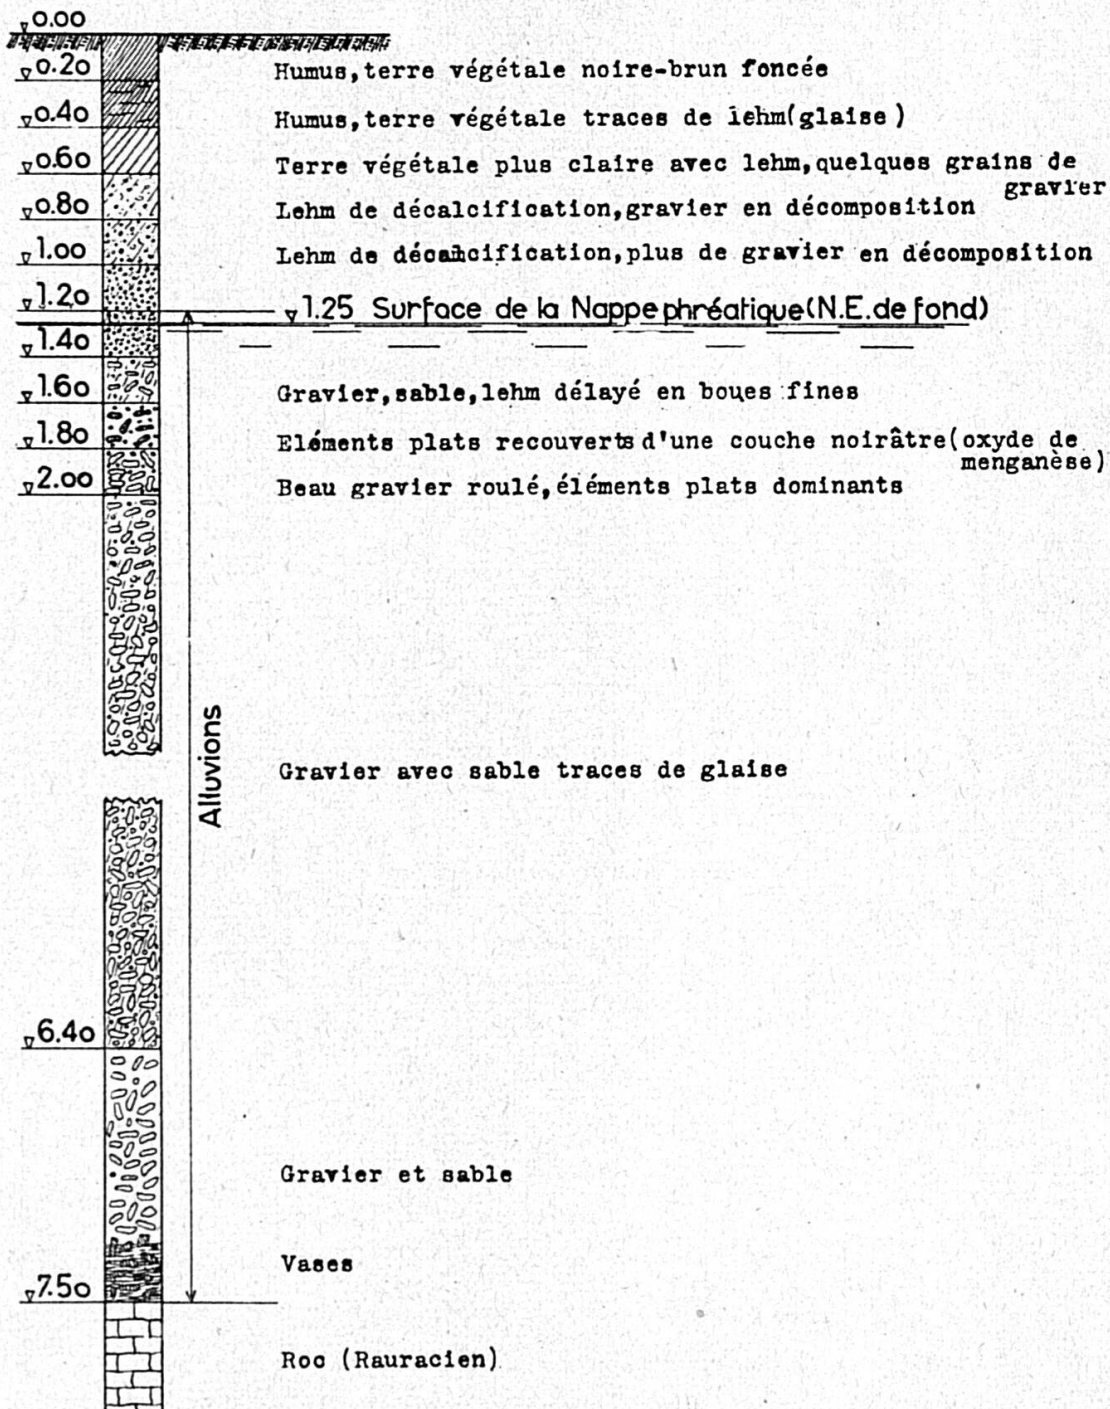 0.00
0.20 Humus,terre végétale noire-brun foncée
0.40 Humus,terre végétale traces de lehm(glaise)
0.60 Terre végétale plus claire avec lehm,quelques grains de
gravier
0.80 Lehm de décalcification,gravier en décomposition
1.00 Lehm de décalcification,plus de gravier en décomposition
1.20
1.25 Surface de la Nappe phréatique(N.E.de fond)
1.40
1.60 Gravier,sable,lehm délayé en boues fines
1.80 Eléments plats recouverts d'une couche noirâtre(oxyde de
menganèse)
2.00 Beau gravier roulé,éléments plats dominants
Alluvions
Gravier avec sable traces de glaise
6.40
Gravier et sable
Vases
7.50
Roc (Rauracien)